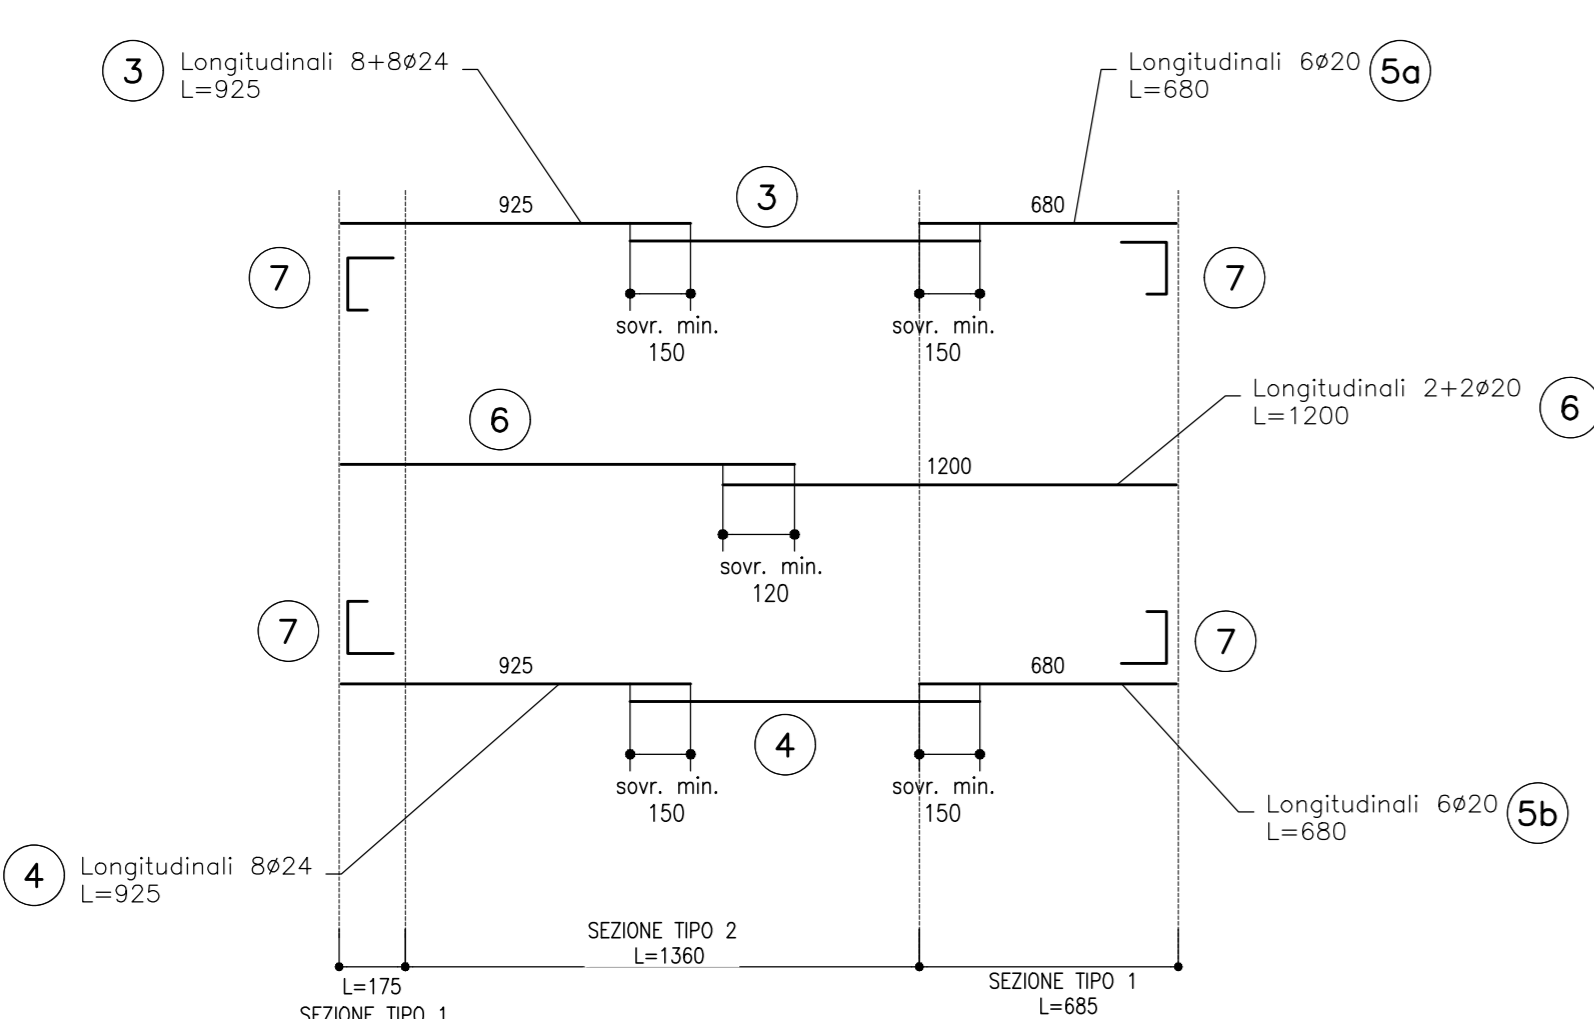 3
Longitudinali 8+8ø24
L=925
Longitudinali 6ø20
L=680
5a
925
3
680
7
7
sovr. min.
150
sovr. min.
150
6
Longitudinali 2+2ø20
L=1200
6
1200
sovr. min.
120
7
7
925
680
4
sovr. min.
150
sovr. min.
150
Longitudinali 6ø20
L=680
5b
4
Longitudinali 8ø24
L=925
SEZIONE TIPO 2
L=1360
L=175
SEZIONE TIPO 1
SEZIONE TIPO 1
L=685